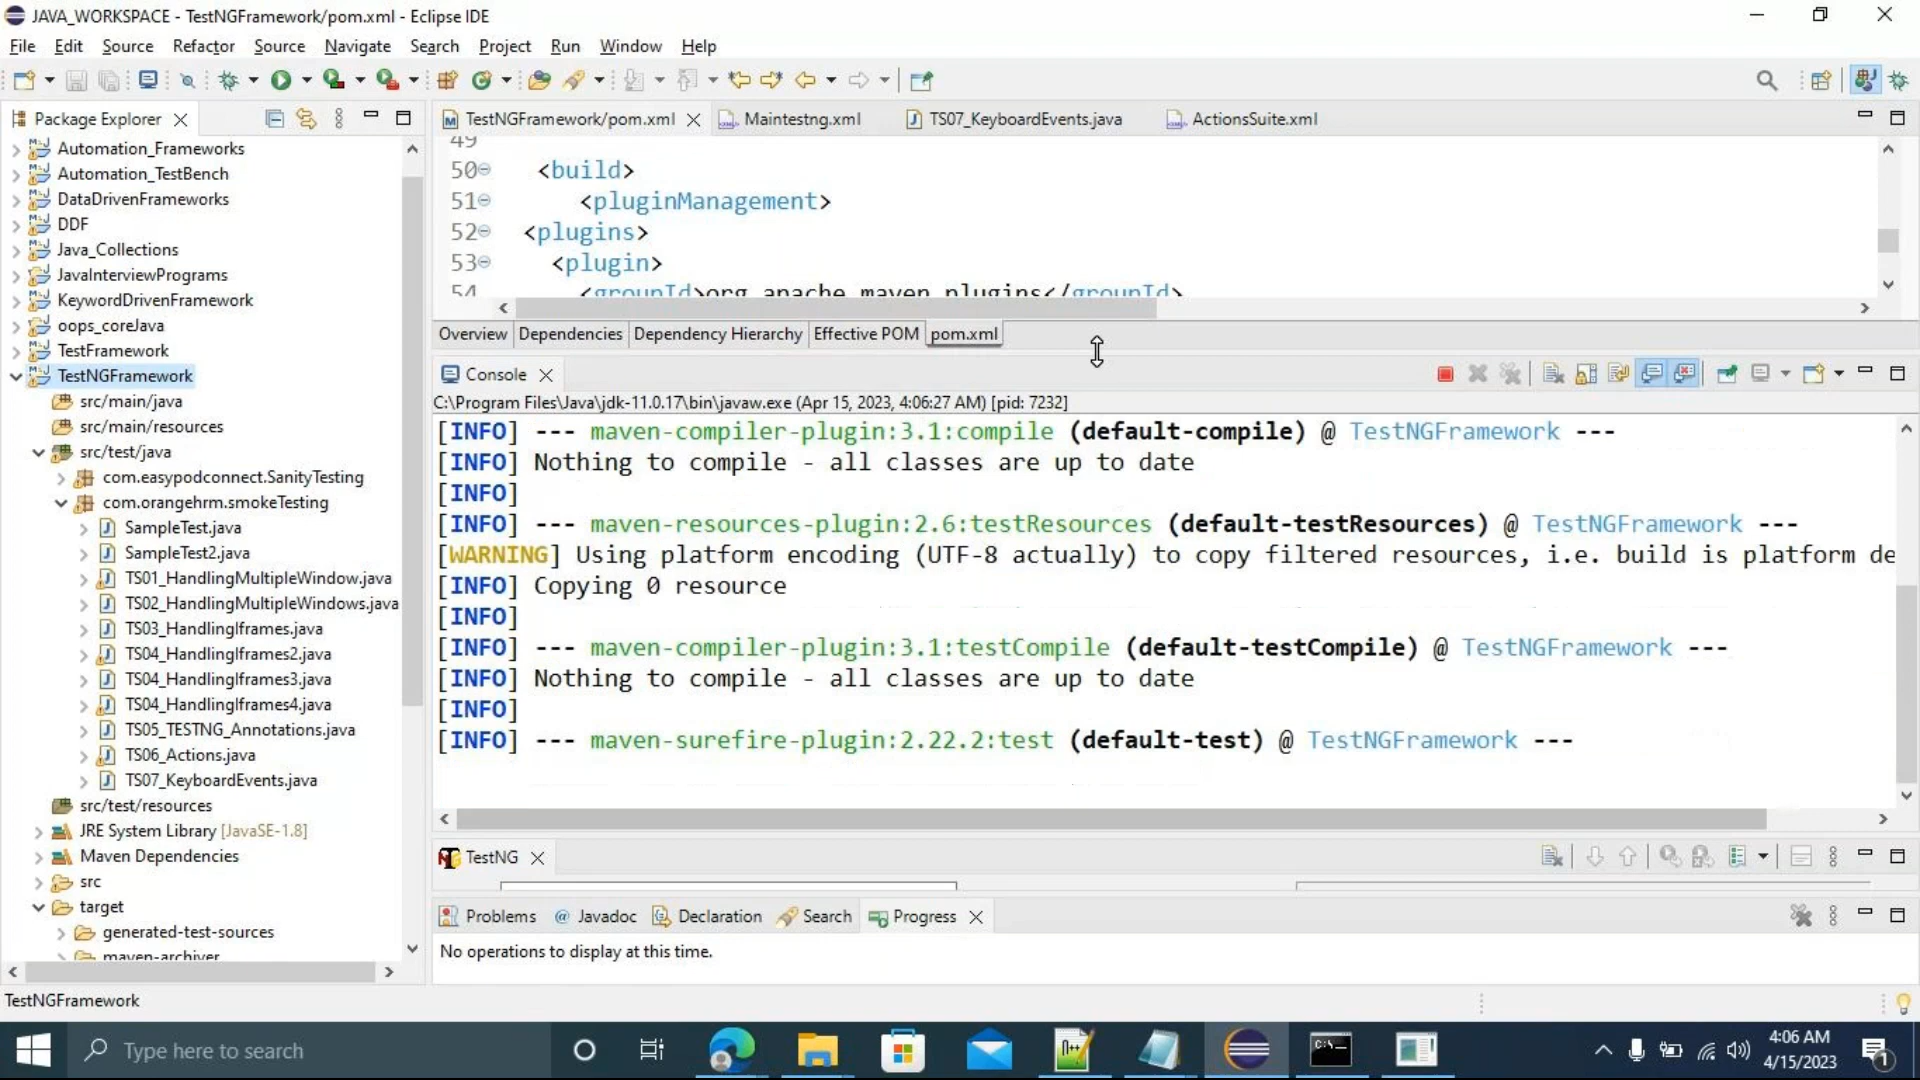 JAVA_WORKSPACE - TestNGFramework/pom.xml - Eclipse IDE
File Edit Source Refactor Source Navigate Search Project Run Window Help
Package Explorer
Automation_Frameworks
Automation_TestBench
DataDrivenFrameworks
DDF
Java_Collections
JavaInterviewPrograms
KeywordDrivenFramework
oops_coreJava
TestFramework
TestNGFramework
src/main/java
src/main/resources
src/test/java
com.easypodconnect.SanityTesting
com.orangehrm.smokeTesting
SampleTest.java
SampleTest2.java
TS01_HandlingMultipleWindow.java
TS02_HandlingMultipleWindows.java
TS03_HandlingIframes.java
TS04_HandlingIframes2.java
TS04_HandlingIframes3.java
TS04_HandlingIframes4.java
TS05_TESTNG_Annotations.java
TS06_Actions.java
TS07_KeyboardEvents.java
src/test/resources
JRE System Library [JavaSE-1.8]
Maven Dependencies
src
target
generated-test-sources
maven-archiver
TestNGFramework/pom.xml Maintestng.xml TS07_KeyboardEvents.java ActionsSuite.xml
49
50 <build>
51 <pluginManagement>
52 <plugins>
53 <plugin>
54 <groupId>org.apache.maven.plugins</groupId>
Overview Dependencies Dependency Hierarchy Effective POM pom.xml
Console
C:\Program Files\Java\jdk-11.0.17\bin\javaw.exe (Apr 15, 2023, 4:06:27 AM) [pid: 7232]
[INFO] --- maven-compiler-plugin:3.1:compile (default-compile) @ TestNGFramework ---
[INFO] Nothing to compile - all classes are up to date
[INFO]
[INFO] --- maven-resources-plugin:2.6:testResources (default-testResources) @ TestNGFramework ---
[WARNING] Using platform encoding (UTF-8 actually) to copy filtered resources, i.e. build is platform de
[INFO] Copying 0 resource
[INFO]
[INFO] --- maven-compiler-plugin:3.1:testCompile (default-testCompile) @ TestNGFramework ---
[INFO] Nothing to compile - all classes are up to date
[INFO]
[INFO] --- maven-surefire-plugin:2.22.2:test (default-test) @ TestNGFramework ---
TestNG
Problems Javadoc Declaration Search Progress
No operations to display at this time.
TestNGFramework
Type here to search
4:06 AM
4/15/2023
1